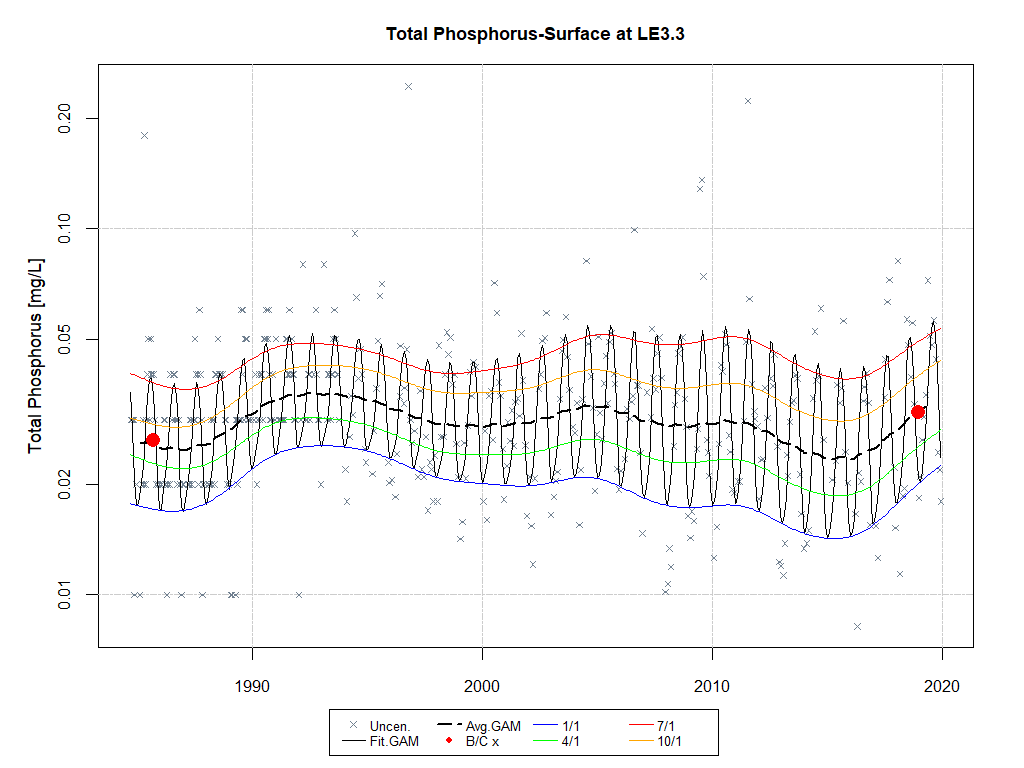 Total Phosphorus-Surface at LE3.3
Total Phosphorus [mg/L]
0.20
0.10
0.05
0.02
0.01
1990 2000 2010 2020
Uncen. Avg.GAM 1/1 7/1
Fit.GAM B/C x 4/1 10/1